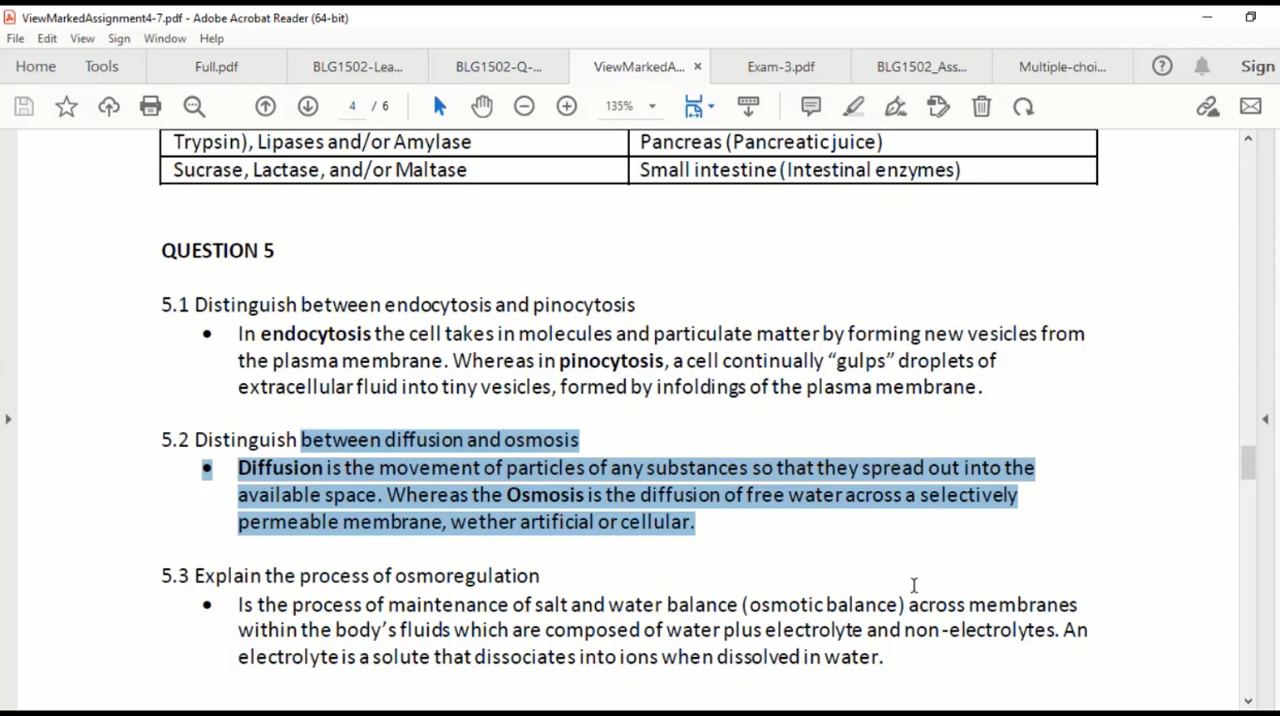 ViewMarkedAssignment4-7.pdf - Adobe Acrobat Reader (64-bit)
File Edit View Sign Window Help
Home Tools Full.pdf BLG1502-Lea... BLG1502-Q-... ViewMarkedA... × Exam-3.pdf BLG1502_Ass... Multiple-choi... Sign
4 / 6 135%
Trypsin), Lipases and/or Amylase Pancreas (Pancreatic juice)
Sucrase, Lactase, and/or Maltase Small intestine (Intestinal enzymes)
QUESTION 5
5.1 Distinguish between endocytosis and pinocytosis
• In endocytosis the cell takes in molecules and particulate matter by forming new vesicles from
the plasma membrane. Whereas in pinocytosis, a cell continually “gulps” droplets of
extracellular fluid into tiny vesicles, formed by infoldings of the plasma membrane.
5.2 Distinguish between diffusion and osmosis
• Diffusion is the movement of particles of any substances so that they spread out into the
available space. Whereas the Osmosis is the diffusion of free water across a selectively
permeable membrane, wether artificial or cellular.
5.3 Explain the process of osmoregulation
• Is the process of maintenance of salt and water balance (osmotic balance) across membranes
within the body’s fluids which are composed of water plus electrolyte and non-electrolytes. An
electrolyte is a solute that dissociates into ions when dissolved in water.